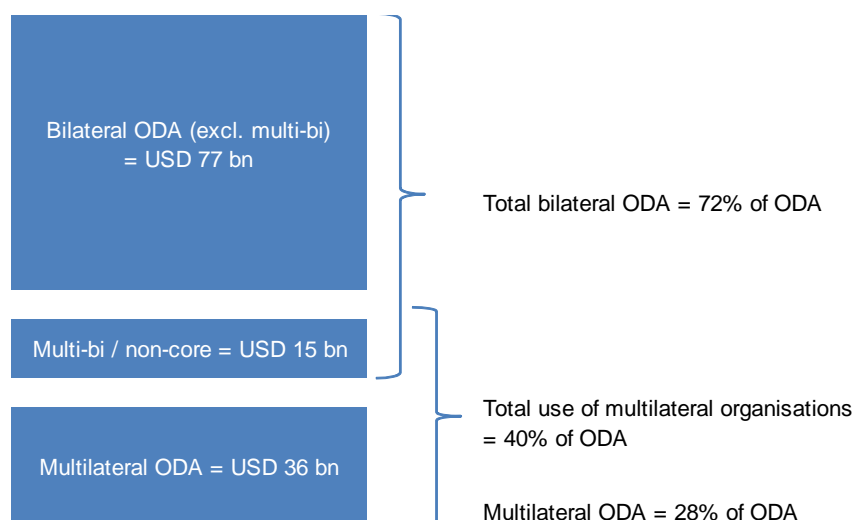 Bilateral ODA (excl. multi-bi)
= USD 77 bn
Total bilateral ODA = 72% of ODA
Multi-bi / non-core = USD 15 bn
Total use of multilateral organisations
= 40% of ODA
Multilateral ODA = USD 36 bn
Multilateral ODA = 28% of ODA